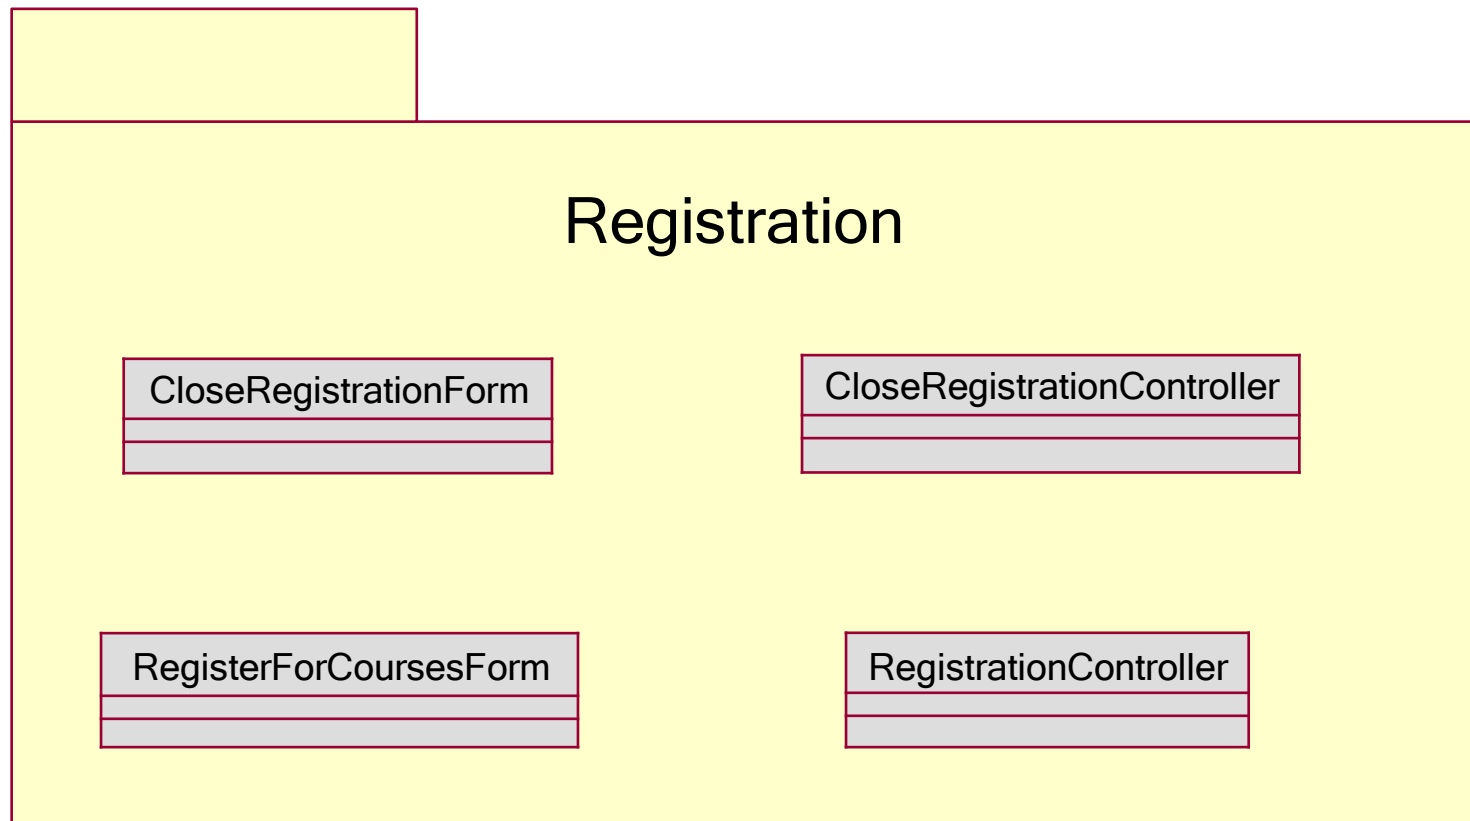 Registration
CloseRegistrationForm
CloseRegistrationController
RegisterForCoursesForm
RegistrationController